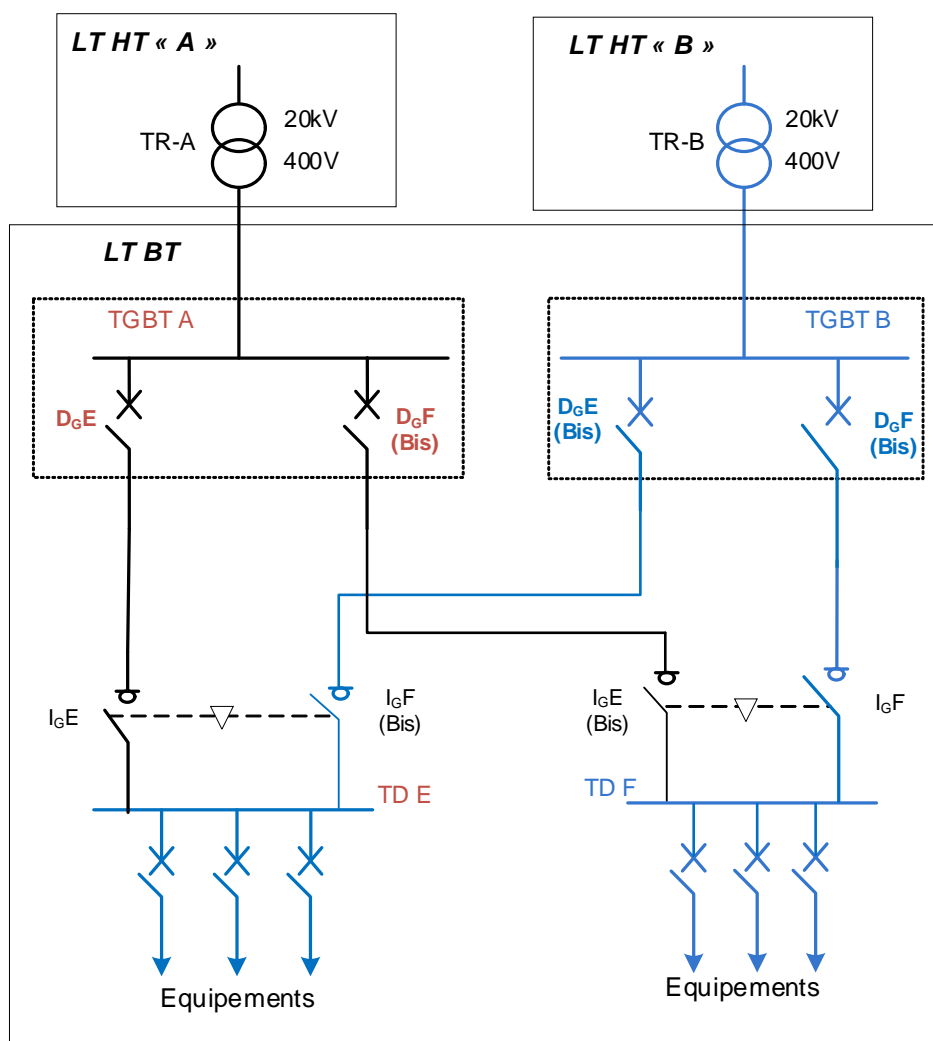 LT HT « A »
LT HT « B »
20kV
TR-A
400V
20kV
TR-B
400V
LT BT
TGBT A
TGBT B
DGE
DGF
(Bis)
DGE
(Bis)
DGF
(Bis)
IGE
IGF
(Bis)
IGE
(Bis)
IGF
TD E
TD F
Equipements
Equipements